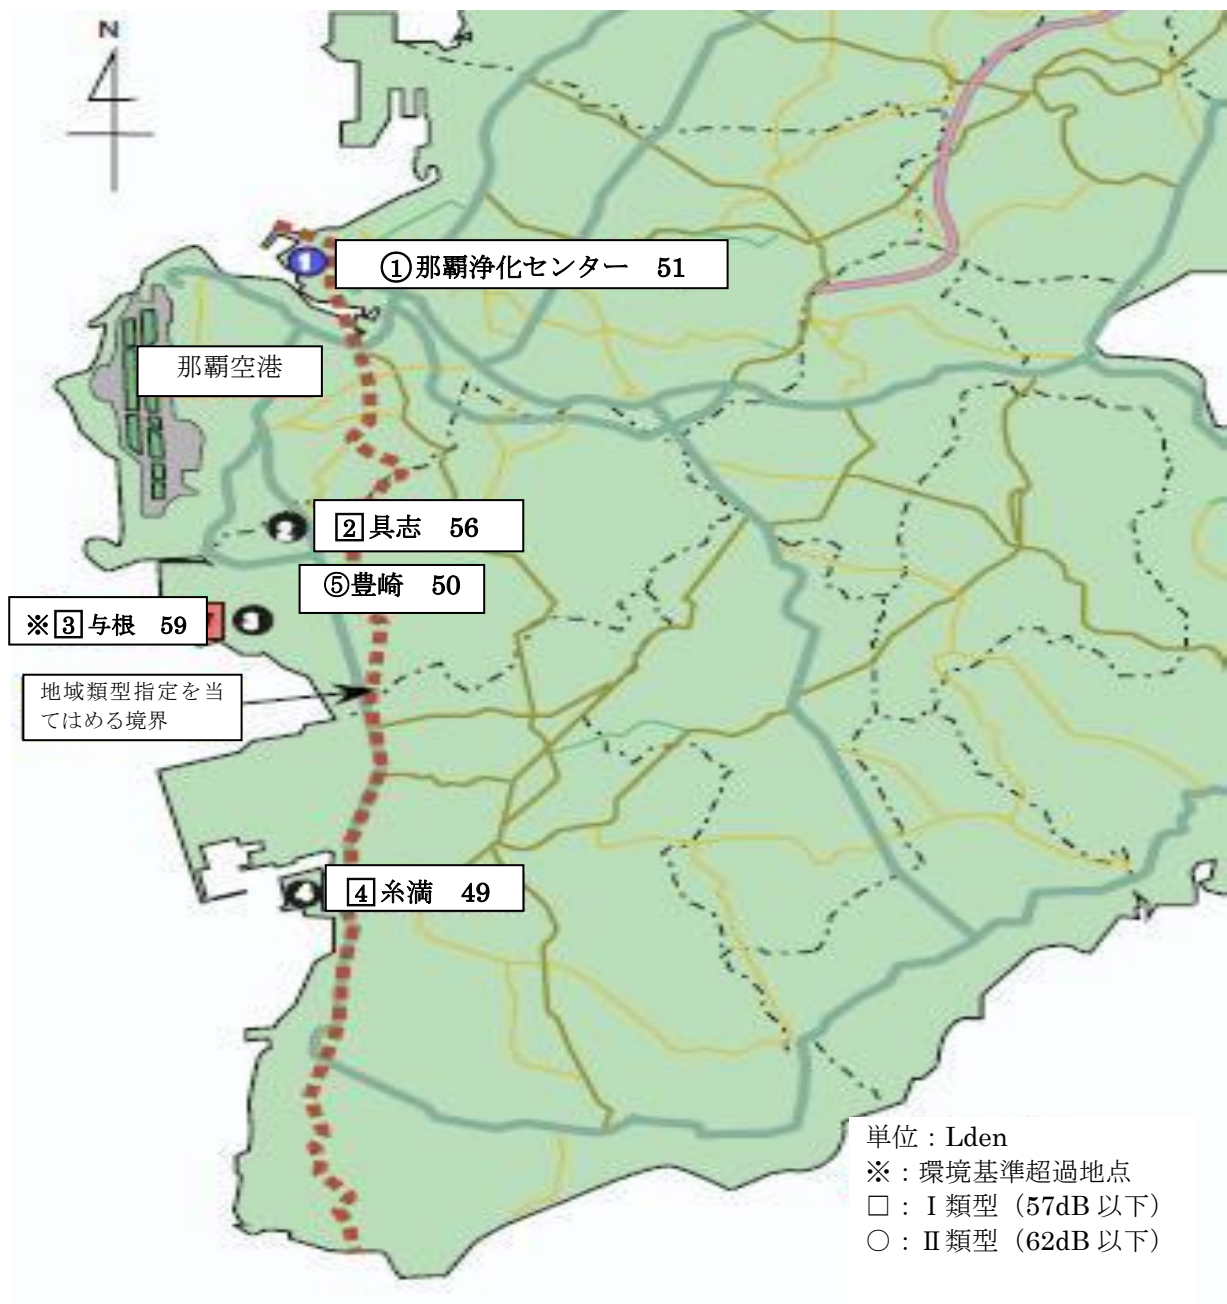 N
①那覇浄化センター 51
1
那覇空港
2 具志 56
⑤豊崎 50
※3与根 59
地域類型指定を当
てはめる境界
4 糸満 49
単位:Lden
※:環境基準超過地点
□:Ⅰ類型(57dB 以下)
○:Ⅱ類型(62dB 以下)